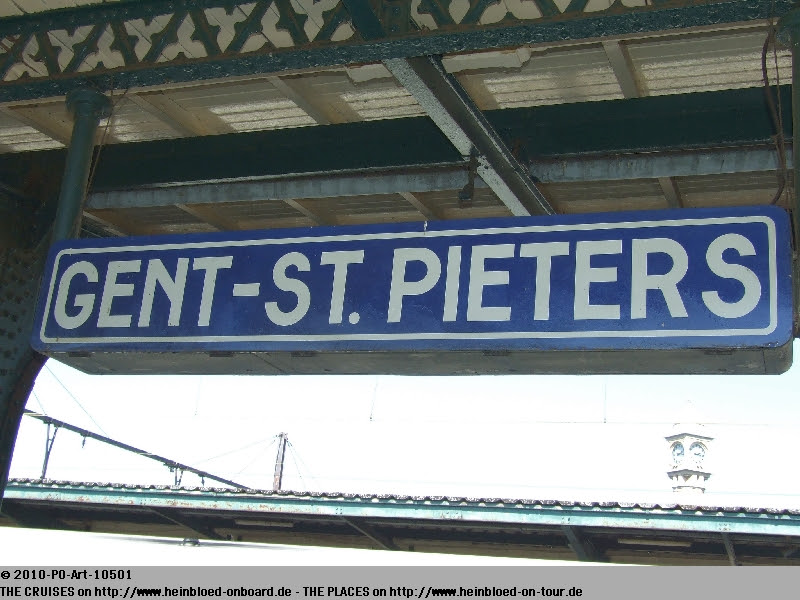 GENT-ST. PIETERS
© 2010-PO-Art-10501
THE CRUISES on http://www.heinbloed-onboard.de - THE PLACES on http://www.heinbloed-on-tour.de